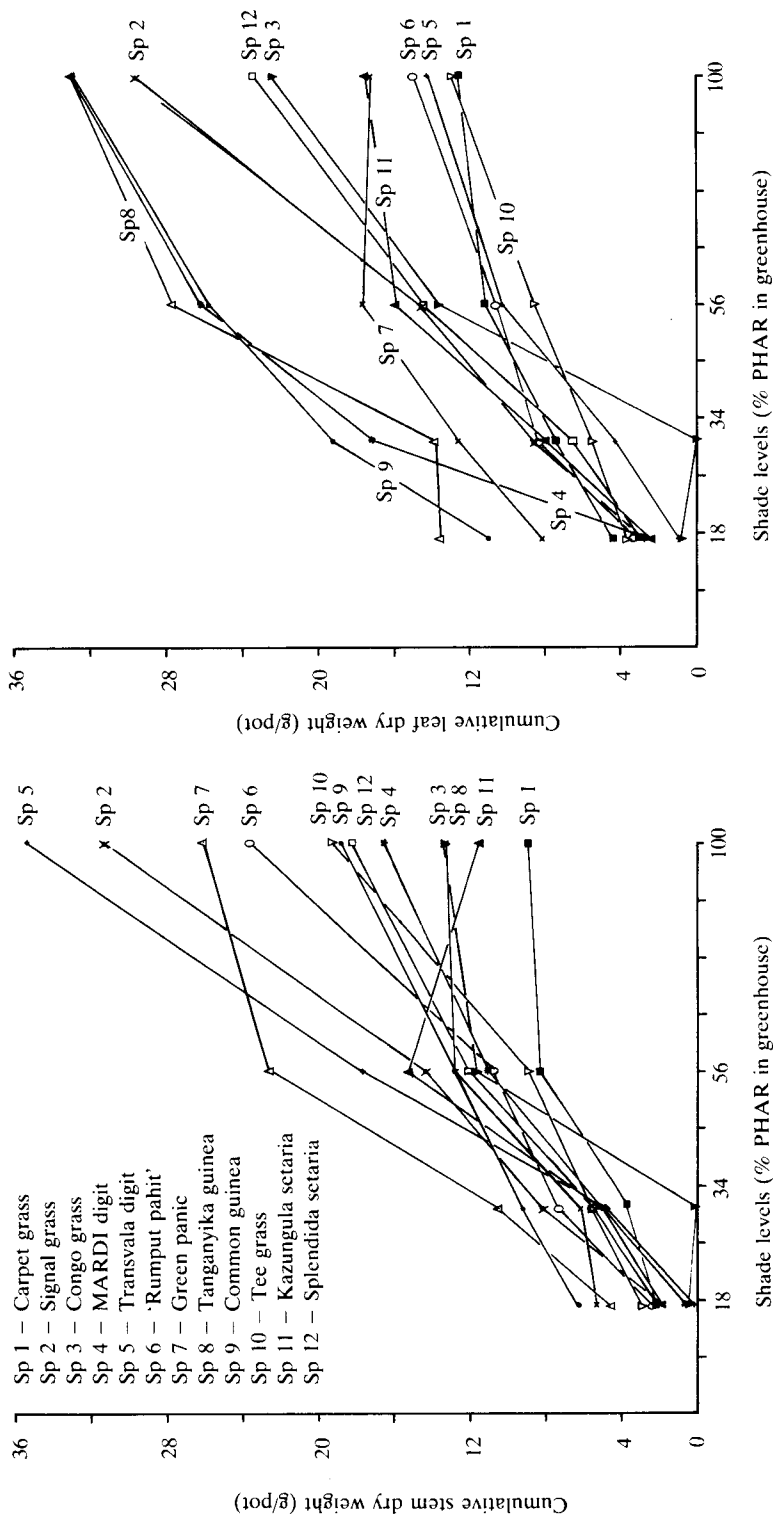 Sp 1 – Carpet grass
Sp 2 – Signal grass
Sp 3 – Congo grass
Sp 4 – MARDI digit
Sp 5 – Transvala digit
Sp 6 – 'Rumput pahit'
Sp 7 – Green panic
Sp 8 – Tanganyika guinea
Sp 9 – Common guinea
Sp 10 – Tee grass
Sp 11 – Kazungula setaria
Sp 12 – Splendida setaria
Cumulative stem dry weight (g/pot)
36
28
20
12
4
0
Sp 5
Sp 2
Sp 7
Sp 6
Sp 10
Sp 9
Sp 12
Sp 4
Sp 3
Sp 8
Sp 11
Sp 1
18
34
56
100
Shade levels (% PHAR in greenhouse)
Cumulative leaf dry weight (g/pot)
36
28
20
12
4
0
Sp8
Sp 9
Sp 7
Sp 4
Sp 11
Sp 10
Sp 2
Sp 12
Sp 3
Sp 6
Sp 5
Sp 1
18
34
56
100
Shade levels (% PHAR in greenhouse)